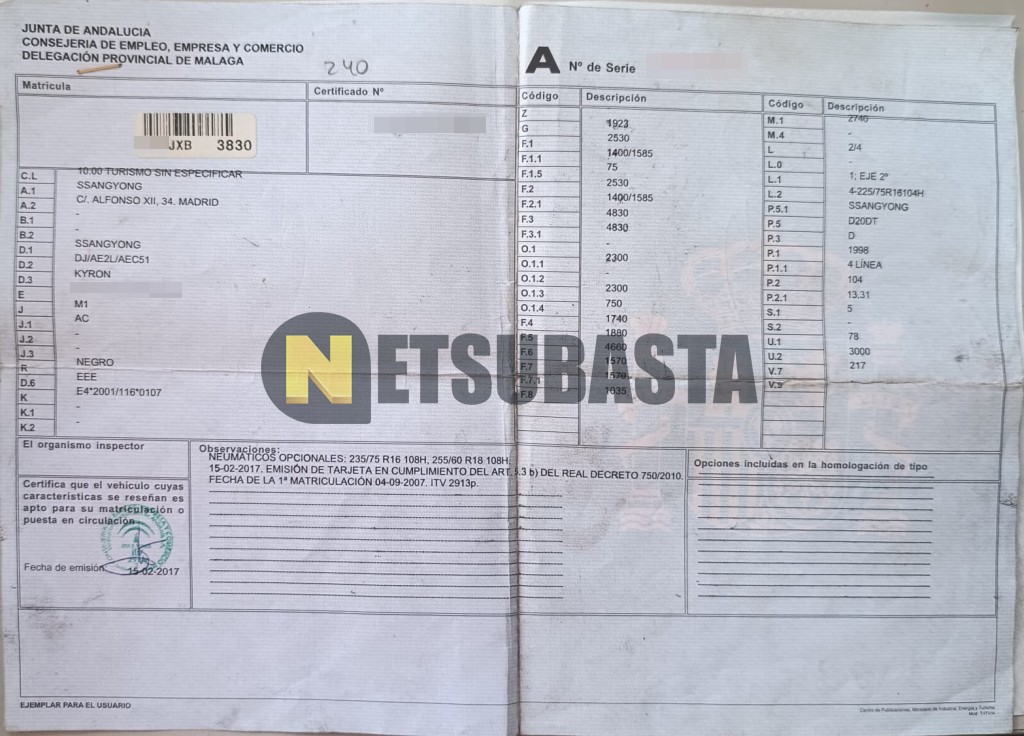 JUNTA DE ANDALUCIA
CONSEJERIA DE EMPLEO, EMPRESA Y COMERCIO
DELEGACIÓN PROVINCIAL DE MALAGA
240
A Nº de Serie
Matricula
Certificado Nº
JXB 3830
C.L 10.00 TURISMO SIN ESPECIFICAR
A.1 SSANGYONG
A.2 C/. ALFONSO XII, 34. MADRID
B.1 -
B.2 -
D.1 SSANGYONG
D.2 DJ/AE2L/AEC51
D.3 KYRON
E
J M1
J.1 AC
J.2 -
J.3 -
R NEGRO
D.6 EEE
K E4*2001/116*0107
K.1 -
K.2 -
Código Descripción
Z
G 1923
F.1 2530
F.1.1 1400/1585
F.1.5 75
F.2 2530
F.2.1 1400/1585
F.3 4830
F.3.1 4830
O.1 -
O.1.1 2300
O.1.2 -
O.1.3 2300
O.1.4 750
F.4 1740
F.5 1880
F.6 4660
F.7 1570
F.7.1 1570
F.8 1035
Código Descripción
M.1 2740
M.4 -
L 2/4
L.0 -
L.1 1; EJE 2º
L.2 4-225/75R16104H
P.5.1 SSANGYONG
P.5 D20DT
P.3 D
P.1 1998
P.1.1 4 LÍNEA
P.2 104
P.2.1 13,31
S.1 5
S.2 -
U.1 78
U.2 3000
V.7 217
V.9
NETSUBASTA
El organismo inspector
Certifica que el vehículo cuyas
características se reseñan es
apto para su matriculación o
puesta en circulación
Fecha de emisión 15-02-2017
Observaciones:
NEUMÁTICOS OPCIONALES: 235/75 R16 108H, 255/60 R18 108H,
15-02-2017. EMISIÓN DE TARJETA EN CUMPLIMIENTO DEL ART. 5.3 b) DEL REAL DECRETO 750/2010.
FECHA DE LA 1ª MATRICULACIÓN 04-09-2007. ITV 2913p.
Opciones incluidas en la homologación de tipo
EJEMPLAR PARA EL USUARIO
Centro de Publicaciones, Ministerio de Industria, Energía y Turismo